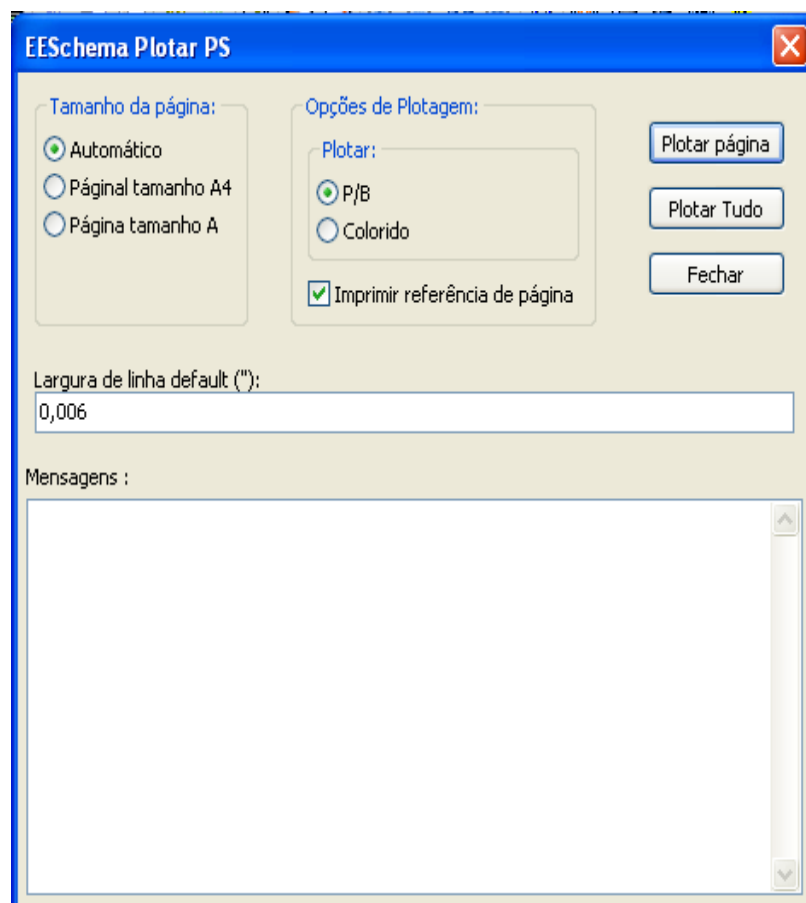 EESchema Plotar PS
Tamanho da página:
Automático
Páginal tamanho A4
Página tamanho A
Opções de Plotagem:
Plotar:
P/B
Colorido
Imprimir referência de página
Plotar página
Plotar Tudo
Fechar
Largura de linha default ("):
0,006
Mensagens :